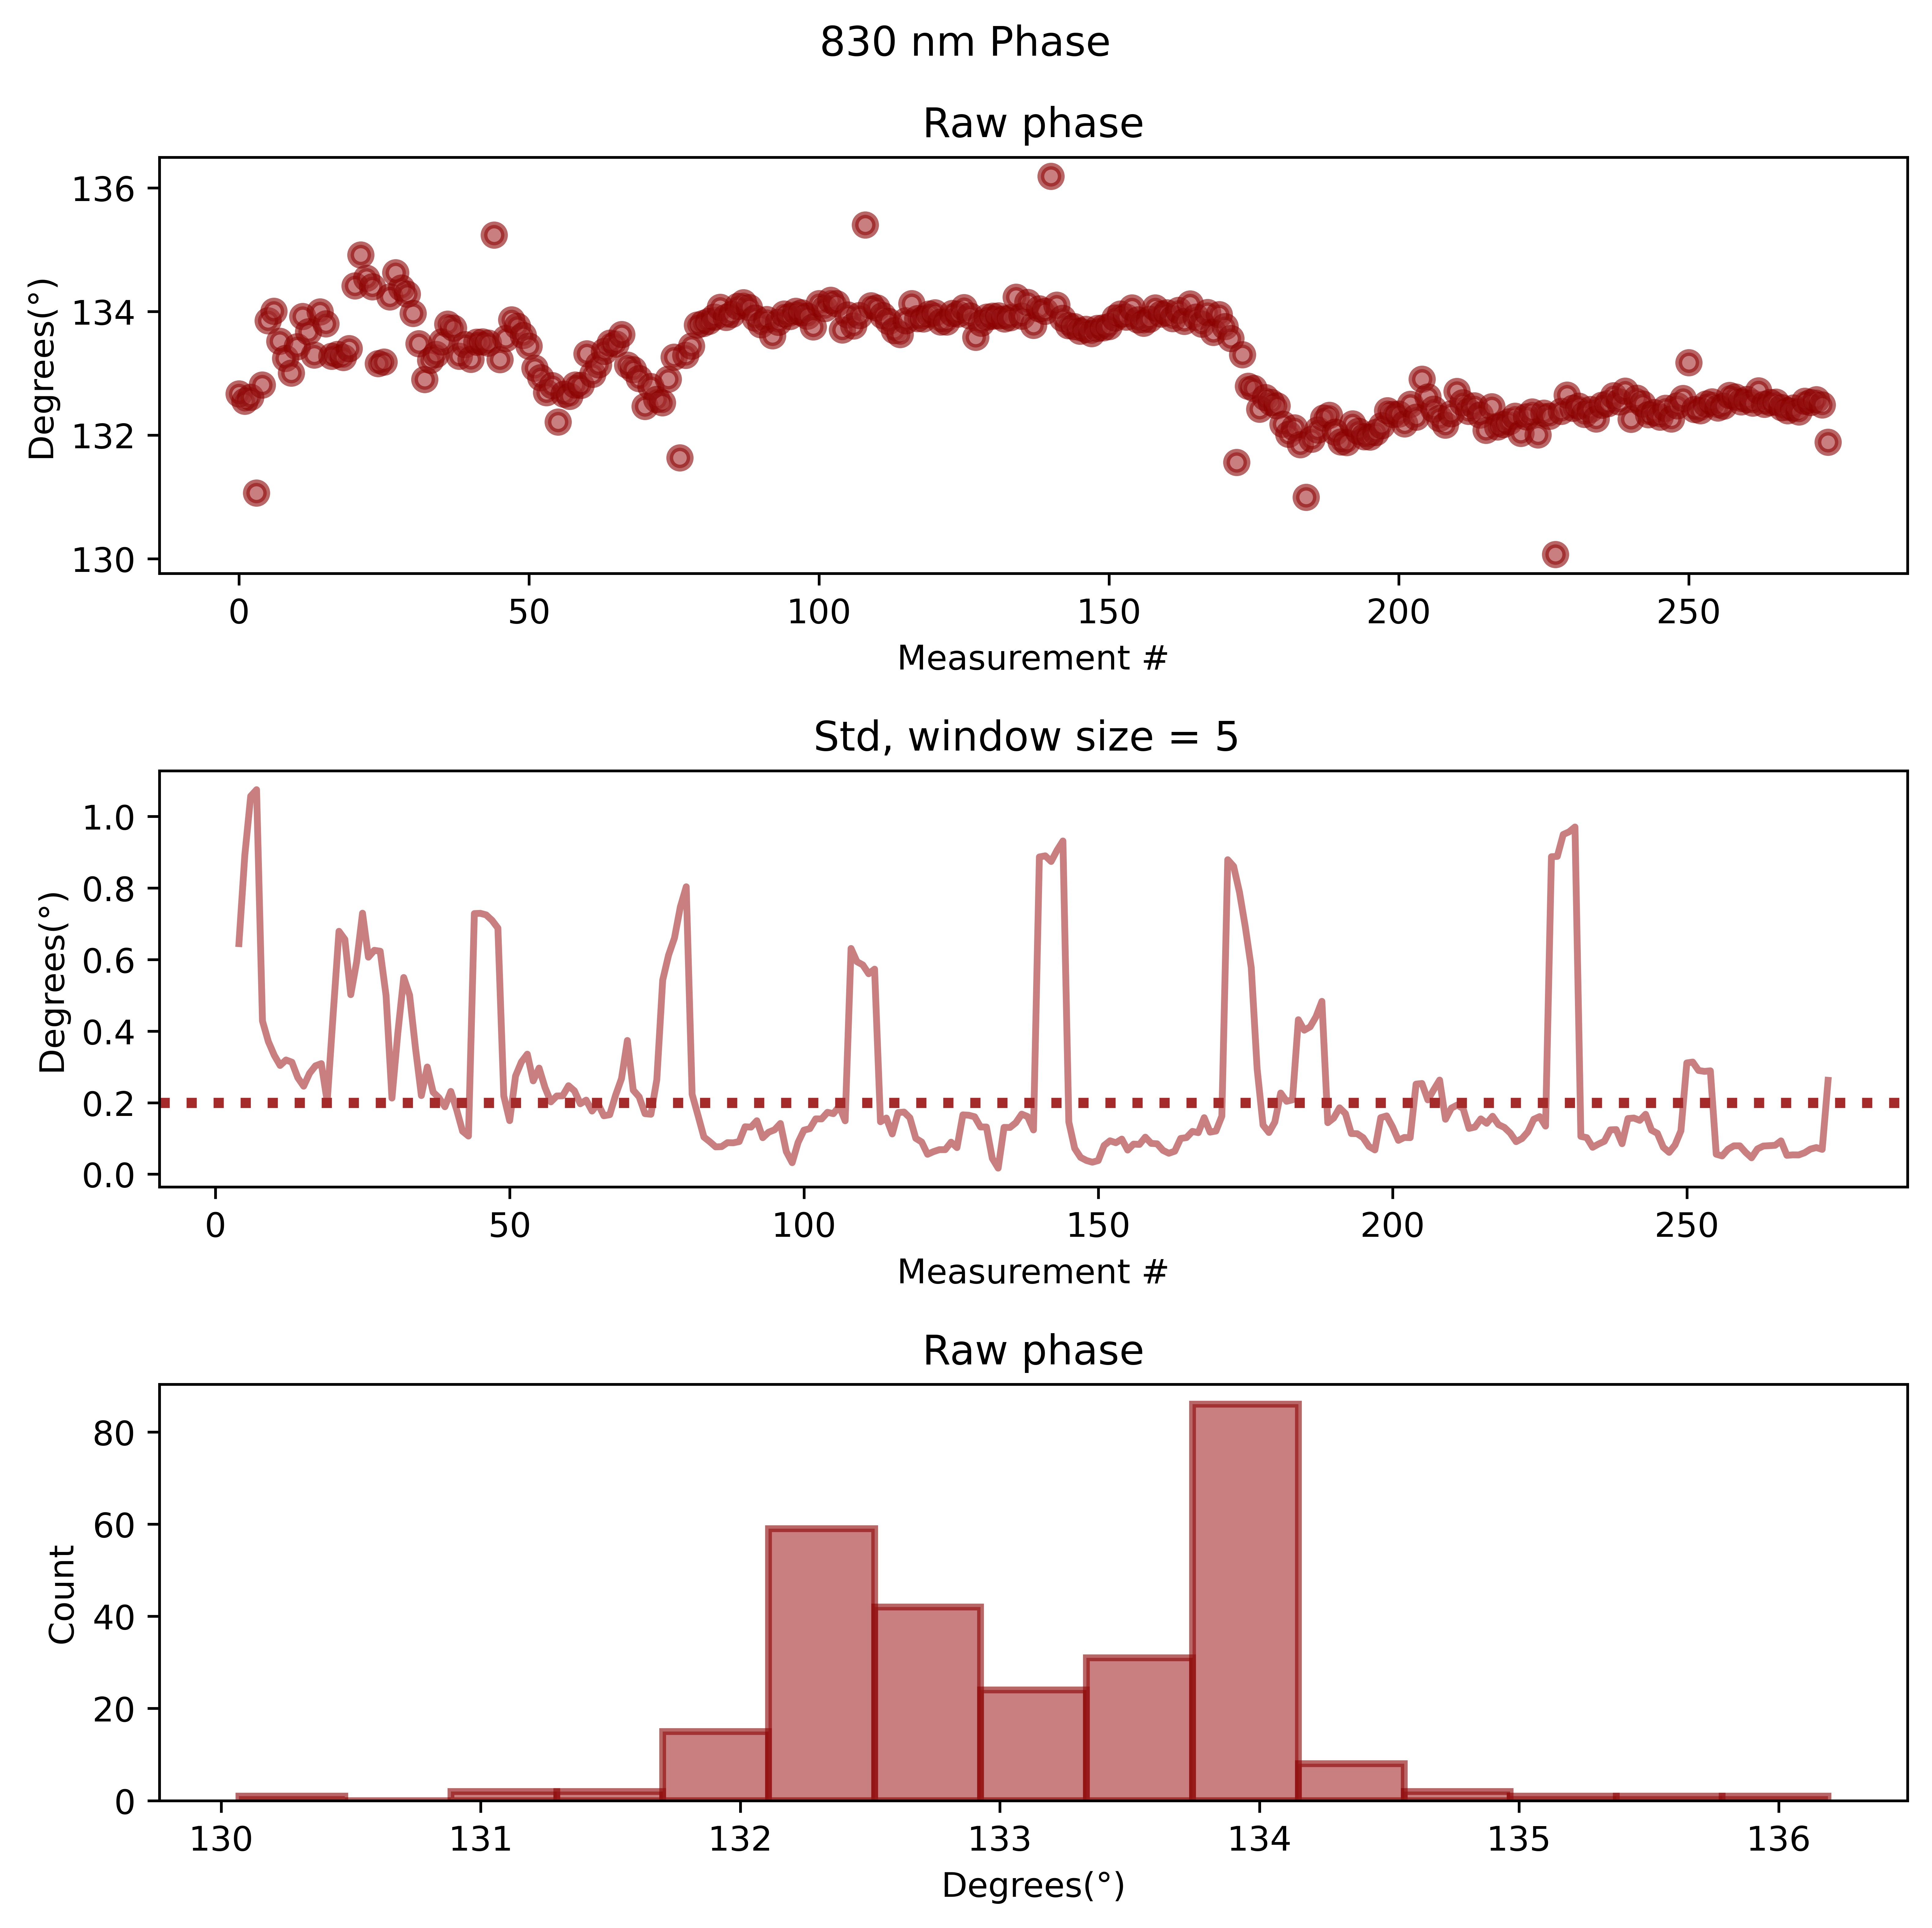 830 nm Phase
Raw phase
Degrees(°)
136
134
132
130
0 50 100 150 200 250
Measurement #
Std, window size = 5
Degrees(°)
1.0
0.8
0.6
0.4
0.2
0.0
0 50 100 150 200 250
Measurement #
Raw phase
Count
80
60
40
20
0
130 131 132 133 134 135 136
Degrees(°)